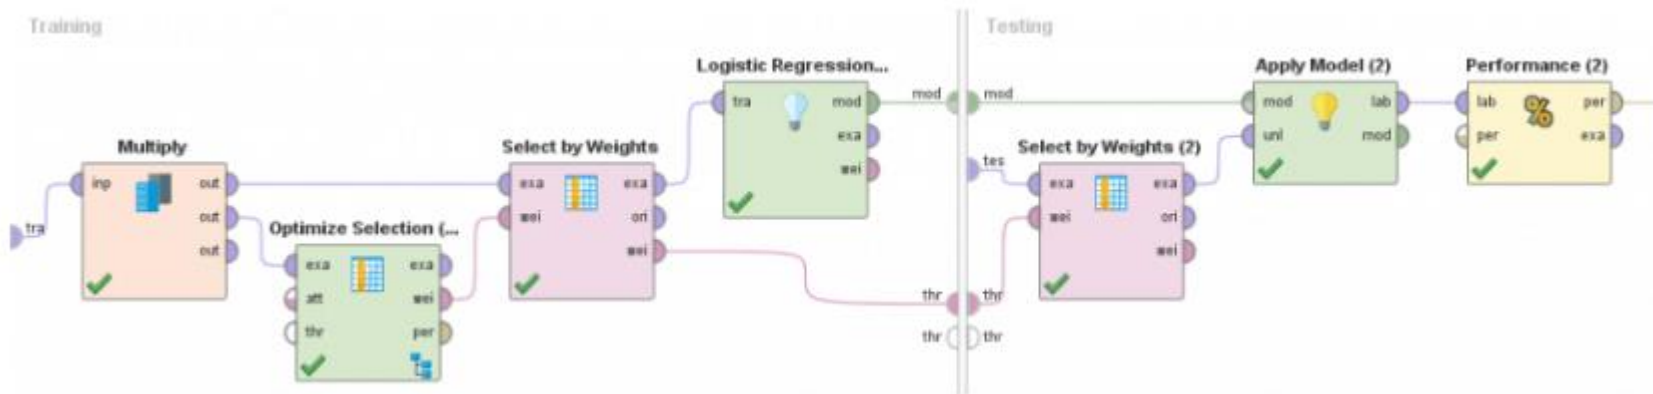 Training
Testing
Logistic Regression...
Apply Model (2)
Performance (2)
tra
mod
exa
wei
mod
mod
mod
lab
unl
mod
lab
per
per
exa
Multiply
Select by Weights
tes
Select by Weights (2)
tra
inp
out
out
out
exa
exa
wei
ori
wei
exa
exa
wei
ori
wei
Optimize Selection (...
exa
exa
att
wei
thr
per
thr
thr
thr
thr